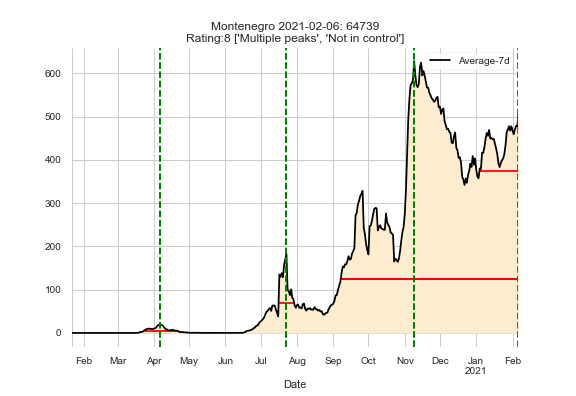 Montenegro 2021-02-06: 64739
Rating:8 ['Multiple peaks', 'Not in control']
Average-7d
600
500
400
300
200
100
0
Feb Mar Apr May Jun Jul Aug Sep Oct Nov Dec Jan Feb
2021
Date